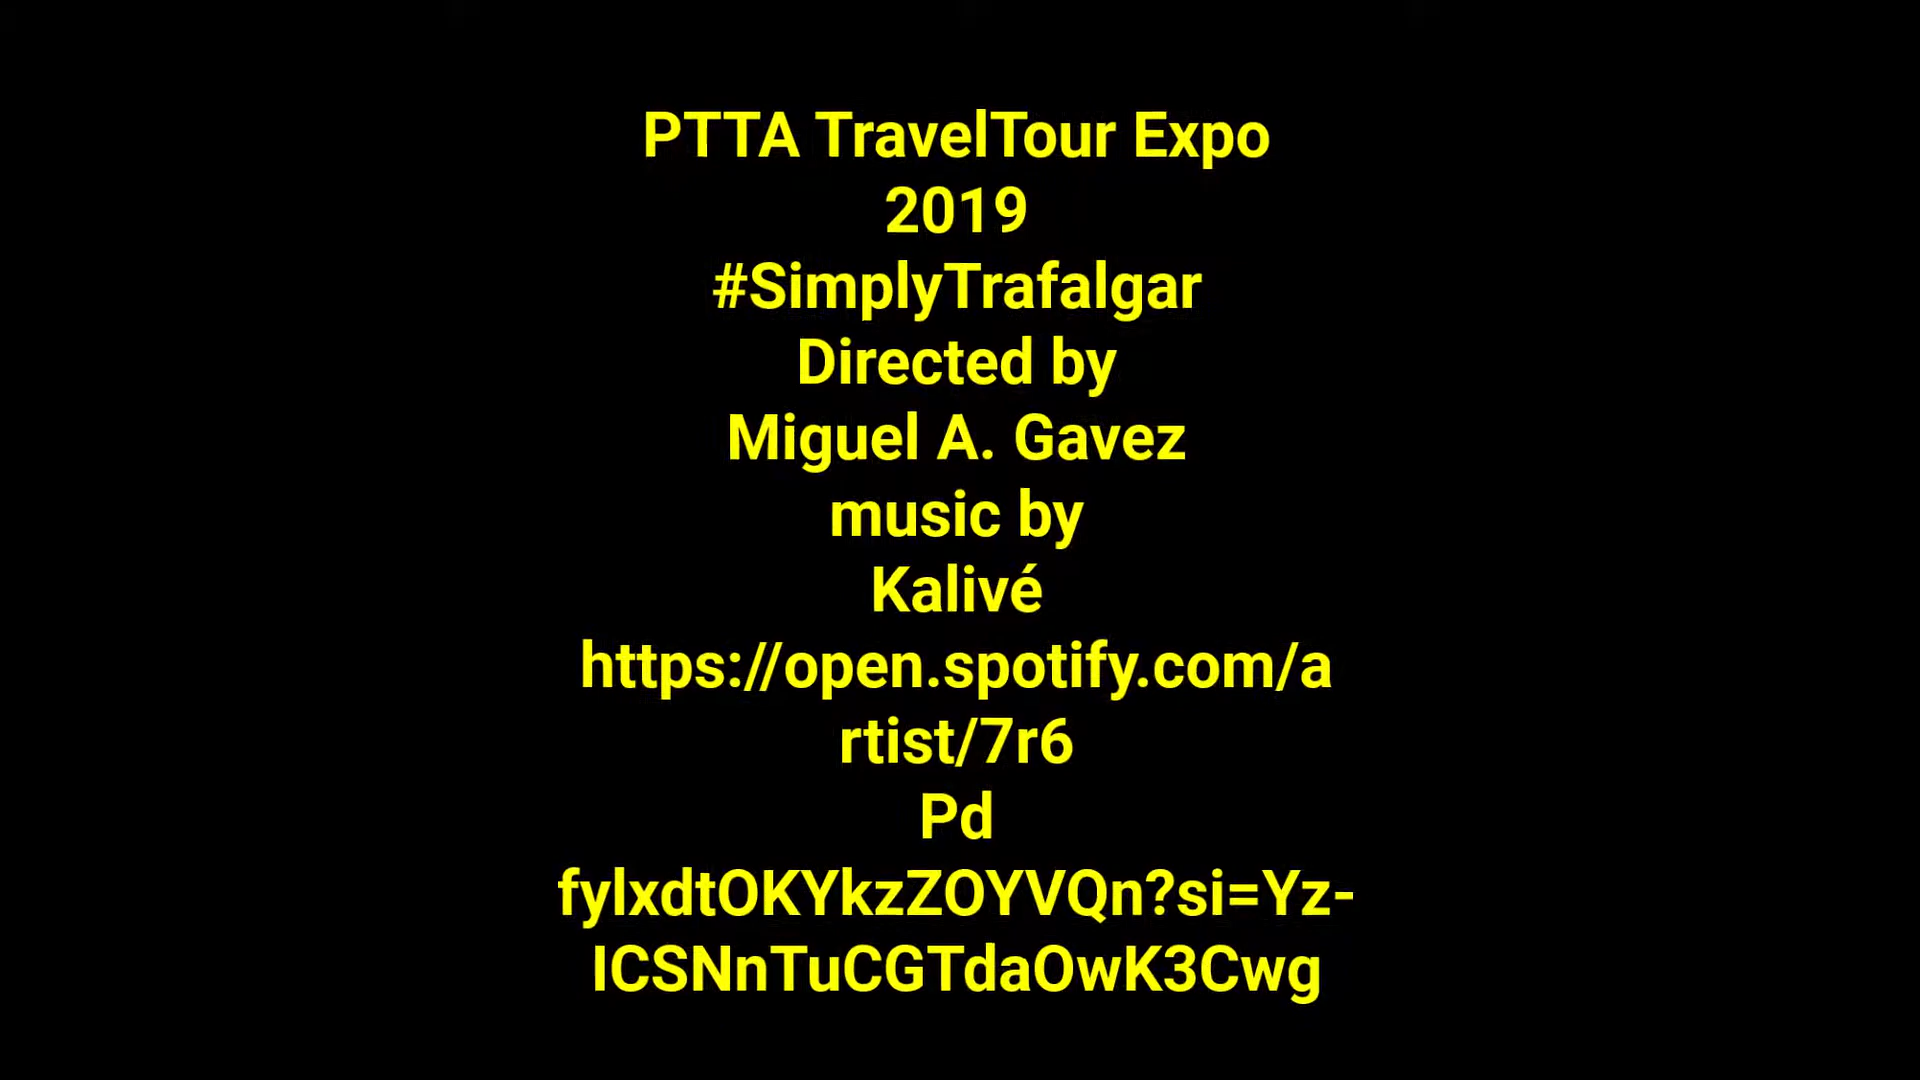 PTTA TravelTour Expo
2019
#SimplyTrafalgar
Directed by
Miguel A. Gavez
music by
Kalivé
https://open.spotify.com/a
rtist/7r6
Pd
fylxdtOKYkzZOYVQn?si=Yz-
ICSNnTuCGTdaOwK3Cwg